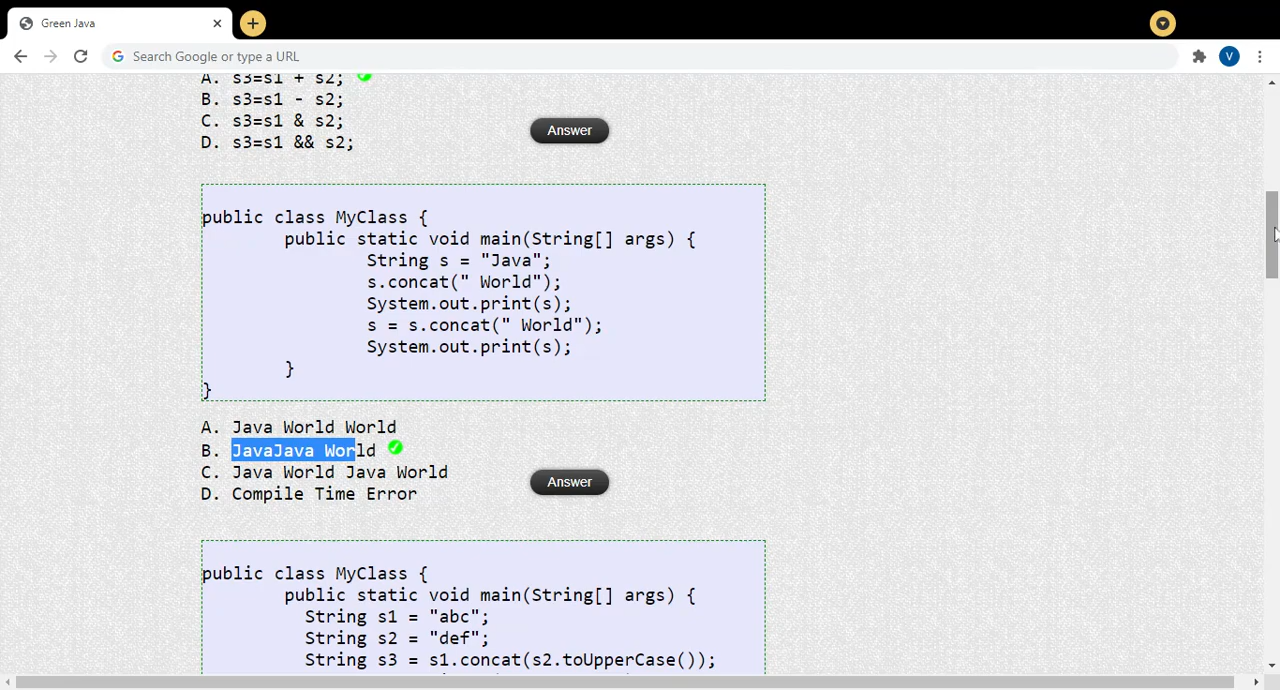 Green Java
Search Google or type a URL
V
A. s3=s1 + s2;
B. s3=s1 - s2;
C. s3=s1 & s2;
D. s3=s1 && s2;
Answer
public class MyClass {
public static void main(String[] args) {
String s = "Java";
s.concat(" World");
System.out.print(s);
s = s.concat(" World");
System.out.print(s);
}
}
A. Java World World
B. JavaJava World
C. Java World Java World
D. Compile Time Error
Answer
public class MyClass {
public static void main(String[] args) {
String s1 = "abc";
String s2 = "def";
String s3 = s1.concat(s2.toUpperCase());